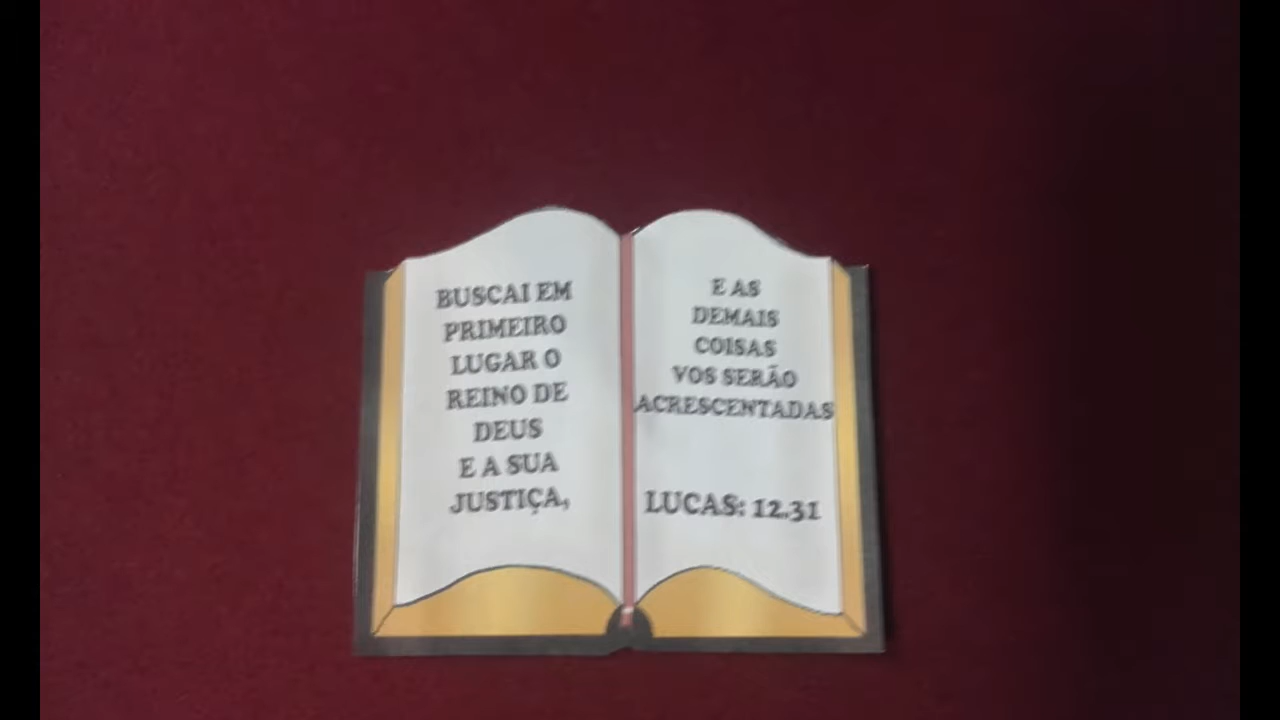 BUSCAI EM
PRIMEIRO
LUGAR O
REINO DE
DEUS
E A SUA
JUSTIÇA,
E AS
DEMAIS
COISAS
VOS SERÃO
ACRESCENTADAS
LUCAS: 12.31